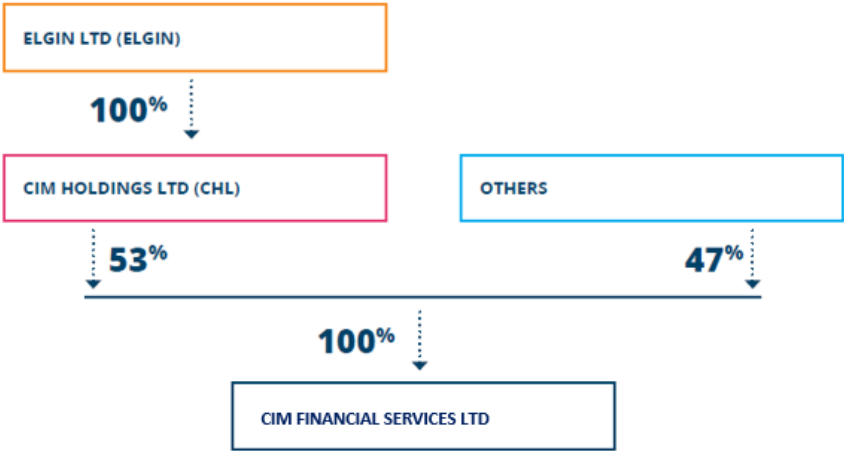 ELGIN LTD (ELGIN)
100%
CIM HOLDINGS LTD (CHL)
OTHERS
53%
47%
100%
CIM FINANCIAL SERVICES LTD